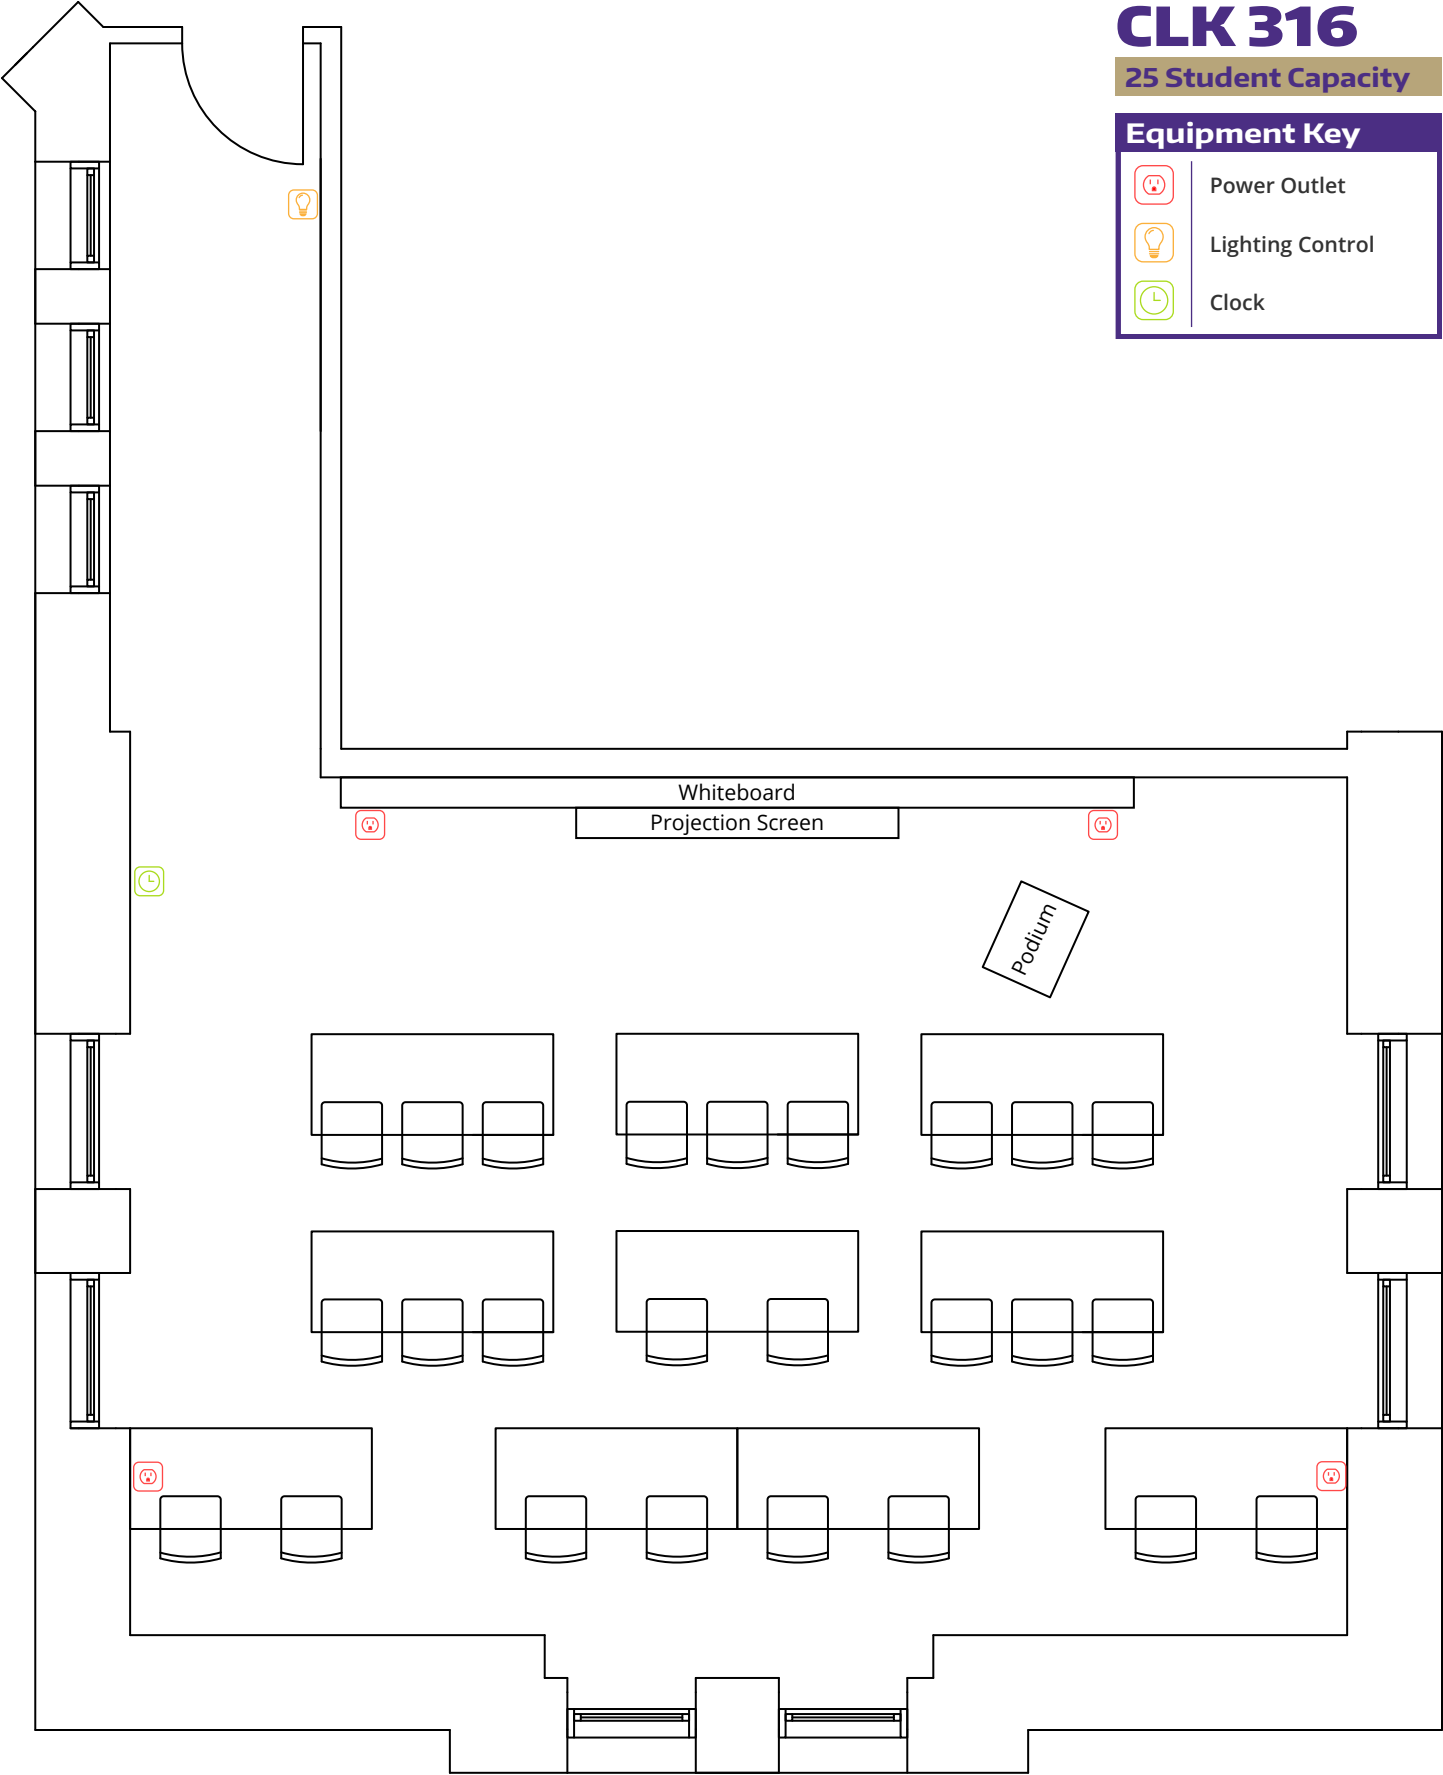 CLK 316
25 Student Capacity
Equipment Key
Power Outlet
Lighting Control
Clock
Whiteboard
Projection Screen
Podium